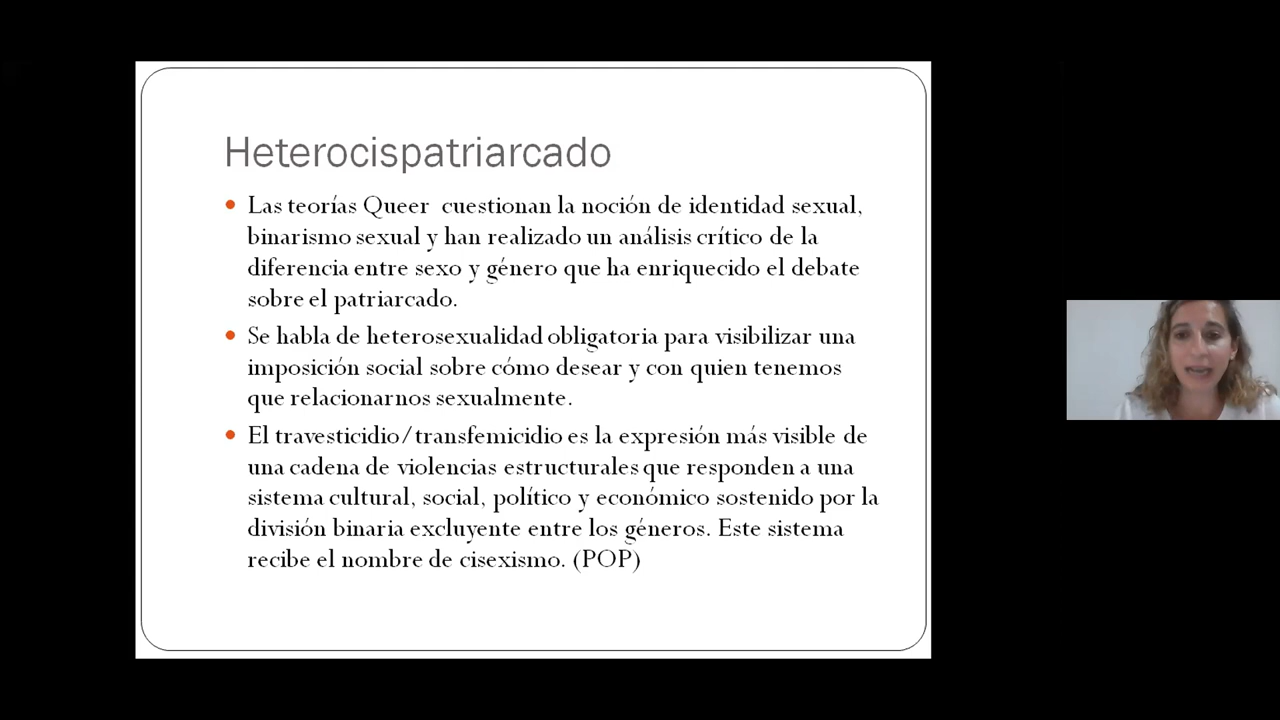 Heterocispatriarcado
• Las teorías Queer cuestionan la noción de identidad sexual,
binarismo sexual y han realizado un análisis crítico de la
diferencia entre sexo y género que ha enriquecido el debate
sobre el patriarcado.
• Se habla de heterosexualidad obligatoria para visibilizar una
imposición social sobre cómo desear y con quien tenemos
que relacionarnos sexualmente.
• El travesticidio/transfemicidio es la expresión más visible de
una cadena de violencias estructurales que responden a una
sistema cultural, social, político y económico sostenido por la
división binaria excluyente entre los géneros. Este sistema
recibe el nombre de cisexismo. (POP)